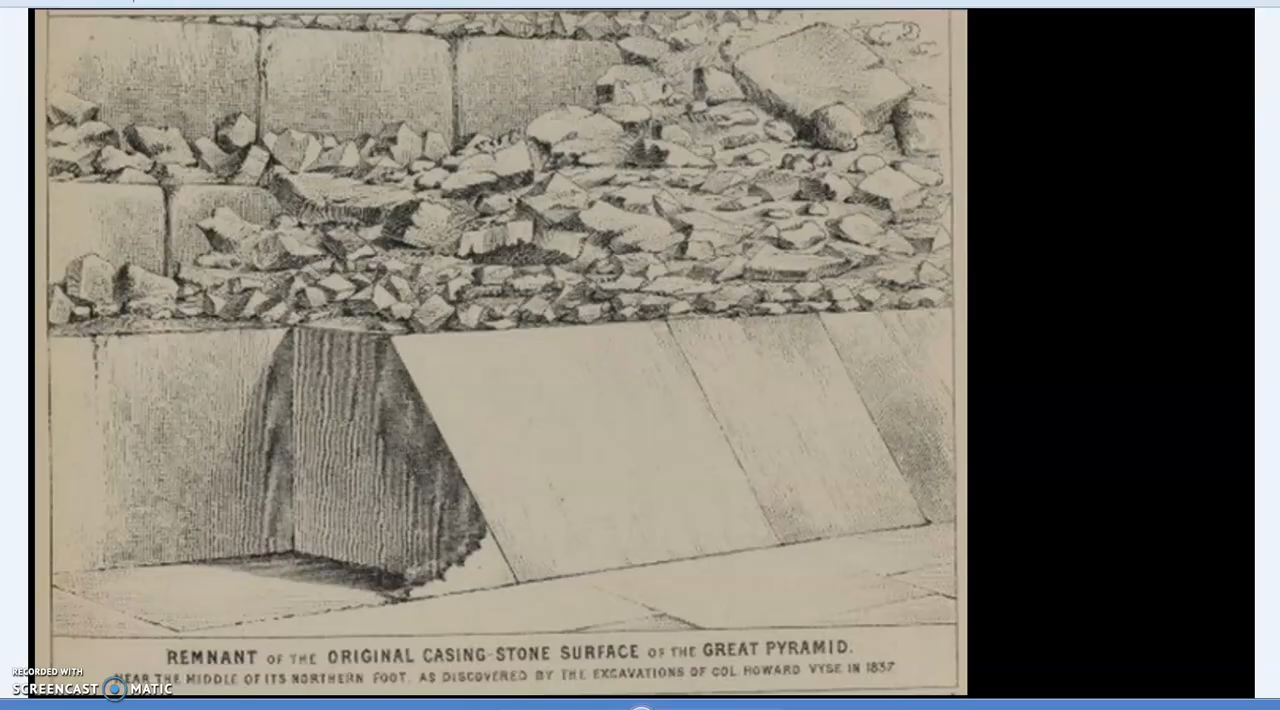 REMNANT OF THE ORIGINAL CASING-STONE SURFACE OF THE GREAT PYRAMID.
NEAR THE MIDDLE OF ITS NORTHERN FOOT, AS DISCOVERED BY THE EXCAVATIONS OF COL. HOWARD VYSE IN 1837
RECORDED WITH
SCREENCAST MATIC